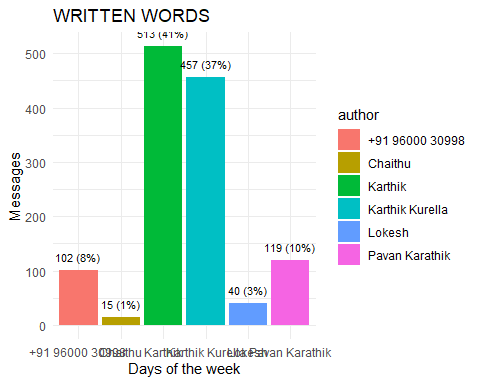 WRITTEN WORDS
513 (41%)
457 (37%)
102 (8%)
15 (1%)
40 (3%)
119 (10%)
500
400
300
200
100
0
Messages
+91 96000 30998 Chaithu Karthik Karthik Kurella Lokesh Pavan Karathik
Days of the week
author
+91 96000 30998
Chaithu
Karthik
Karthik Kurella
Lokesh
Pavan Karathik